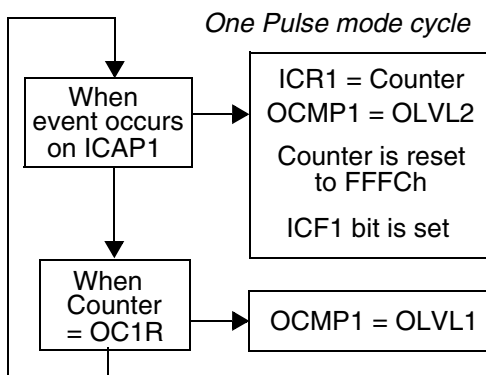 One Pulse mode cycle
When
event occurs
on ICAP1
ICR1 = Counter
OCMP1 = OLVL2
Counter is reset
to FFFCh
ICF1 bit is set
When
Counter
= OC1R
OCMP1 = OLVL1